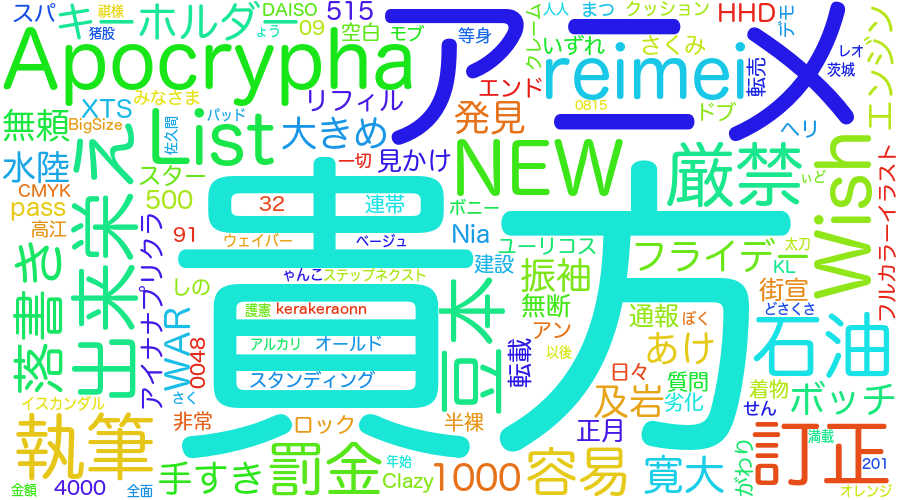 スパ
祺様
DAISO
515
アニメ
クレーム
人人
まつ
クッション
HHD
デモ
エンジン
猪股
キーホルダー
よう
09
空白
モブ
等身
いずれ
さくみ
転売
レオ
茨城
Apocrypha
reimei
エンド
0815
無頼
XTS
みなさま
リフィル
発見
ドブ
ヘリ
BigSize
パッド
佐久間
List
大きめ
水陸
出来栄え
スター
一切
見かけ
NEW
厳禁
Wish
フルカラーイラスト
CMYK
pass
500
貴方
32
連帯
ボニー
ぃど
高江
落書き
アイナナプリクラ
91
ウェイバー
ベージュ
Nia
ユーリコス
フライデー
太刀
しの
ゃんこ
ステップネクスト
建設
振袖
KL
街宣
WAR
護憲
kerakeraonn
豆本
無断
通報
ぼく
どさくさ
0048
アルカリ
オールド
転載
アン
あけ
石油
スタンディング
以後
日々
質問
着物
ボッチ
イスカンダル
さく
及岩
劣化
せん
執筆
非常
ロック
半裸
正月
訂正
満載
手すき
罰金
年始
1000
容易
寛大
がわり
201
金額
4000
全面
Clazy
オレンジ